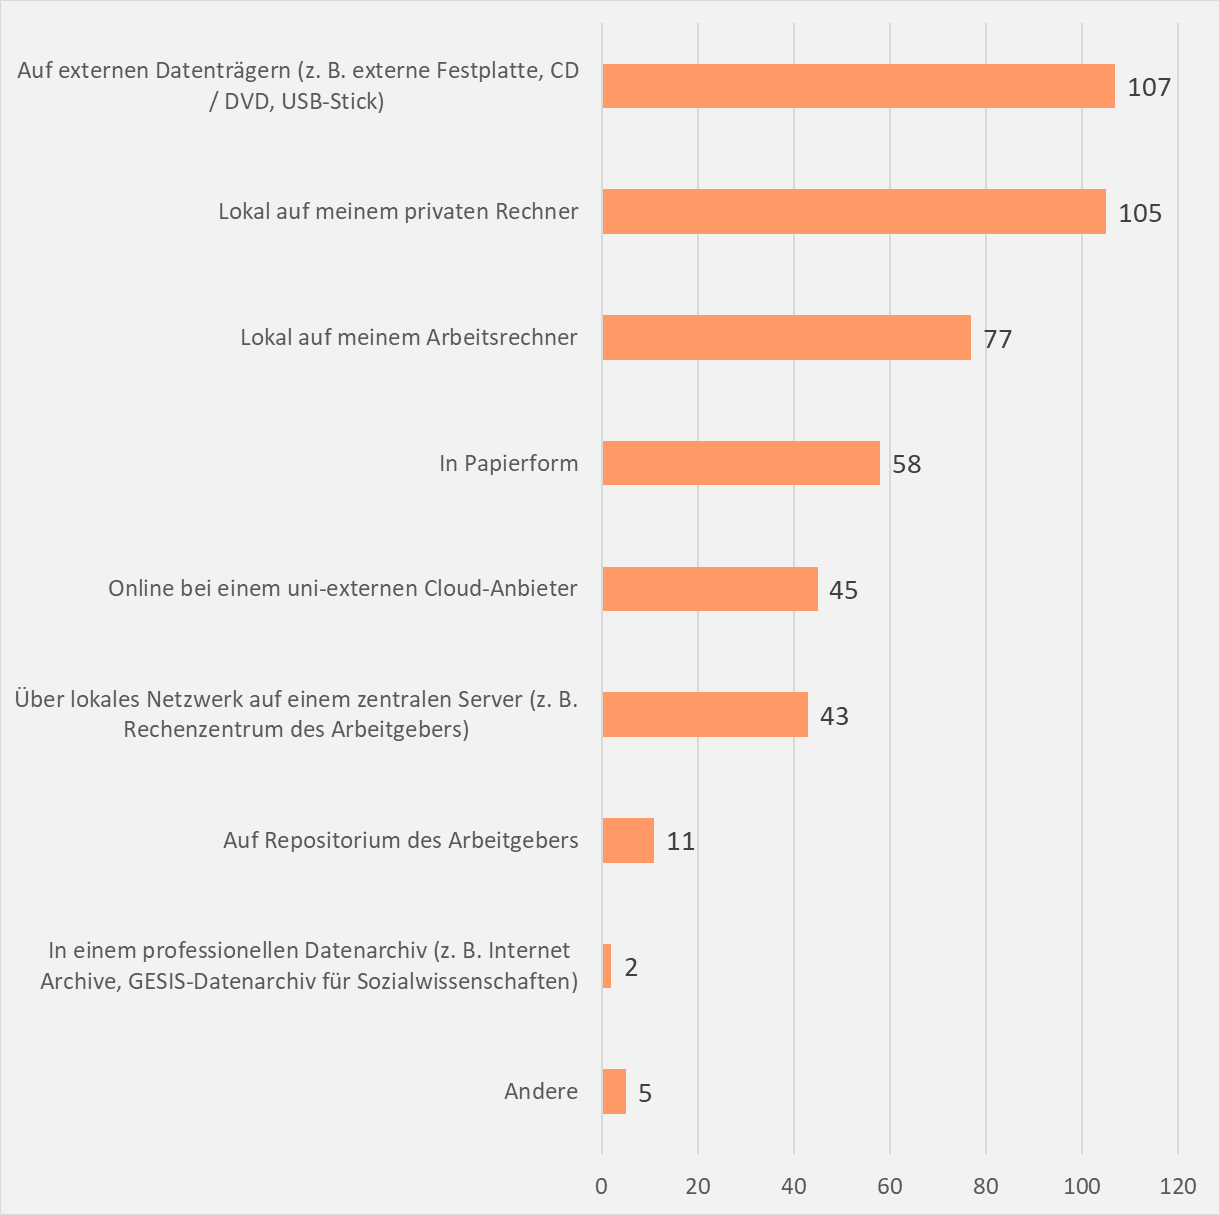 Auf externen Datenträgern (z. B. externe Festplatte, CD
/ DVD, USB-Stick)
107
Lokal auf meinem privaten Rechner
105
Lokal auf meinem Arbeitsrechner
77
In Papierform
58
Online bei einem uni-externen Cloud-Anbieter
45
Über lokales Netzwerk auf einem zentralen Server (z. B.
Rechenzentrum des Arbeitgebers)
43
Auf Repositorium des Arbeitgebers
11
In einem professionellen Datenarchiv (z. B. Internet
Archive, GESIS-Datenarchiv für Sozialwissenschaften)
2
Andere
5
0 20 40 60 80 100 120